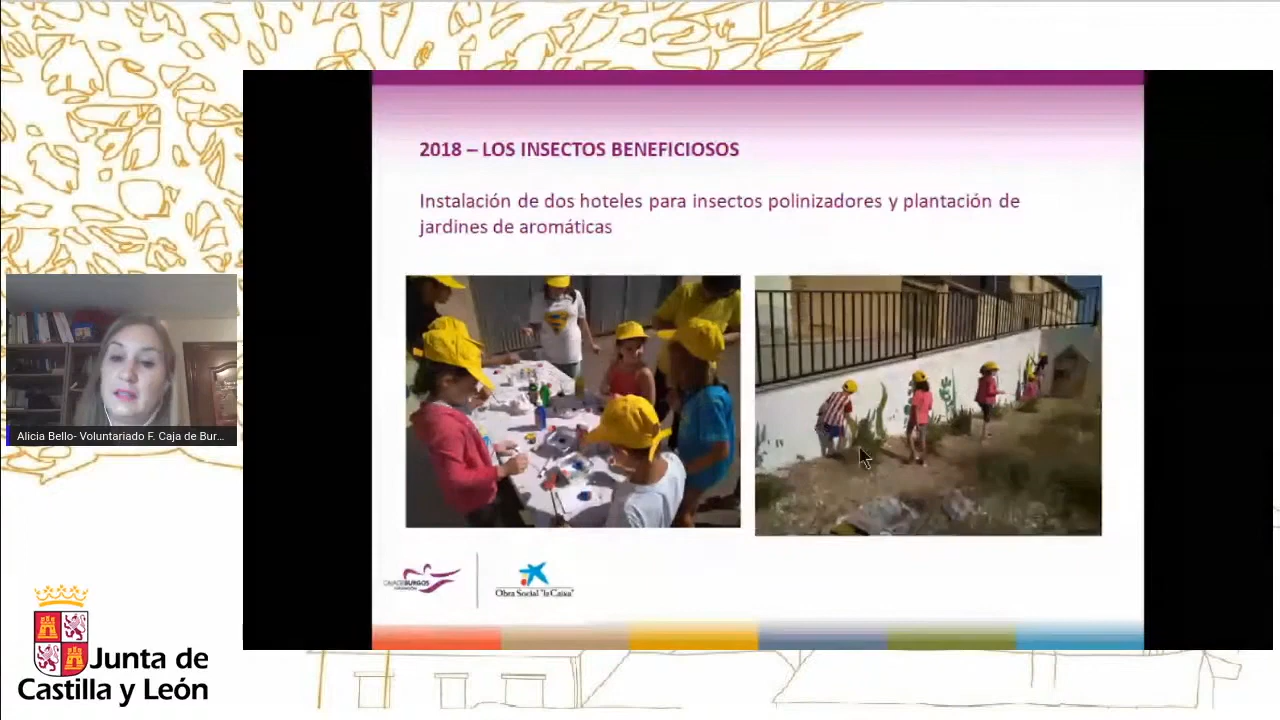 2018 – LOS INSECTOS BENEFICIOSOS
Instalación de dos hoteles para insectos polinizadores y plantación de
jardines de aromáticas
Alicia Bello- Voluntariado F. Caja de Bur...
CAJADEBURGOS
Obra Social "la Caixa"
Junta de
Castilla y León